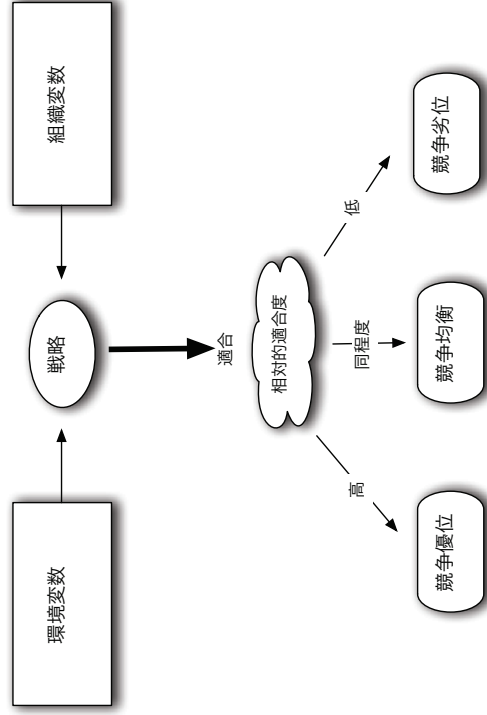 環境変数
戦略
組織変数
適合
相対的適合度
高
同程度
低
競争優位
競争均衡
競争劣位